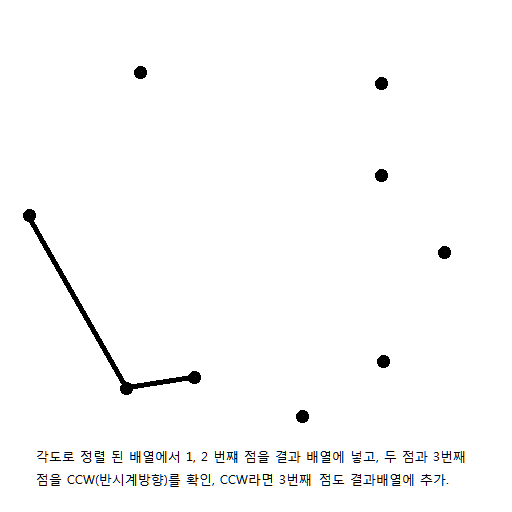 각도로 정렬 된 배열에서 1, 2 번째 점을 결과 배열에 넣고, 두 점과 3번째
점을 CCW(반시계방향)를 확인, CCW라면 3번째 점도 결과배열에 추가.